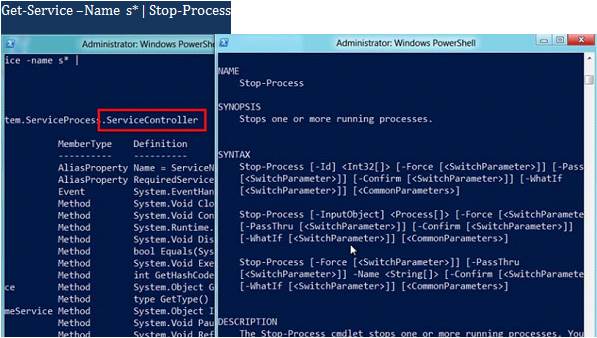 Get-Service –Name s* | Stop-Process
Administrator: Windows PowerShell
ice -name s* |
tem.ServiceProcess.ServiceController
MemberType Definition
---------- ----------
AliasProperty Name = ServiceN
AliasProperty RequiredService
Event System.EventHan
Method System.Void Clo
Method System.Void Con
Method System.Runtime.
Method System.Void Dis
Method bool Equals(Sys
Method System.Void Exe
Method int GetHashCode
ce Method System.Object G
Method type GetType()
meService Method System.Object I
Method System.Void Pau
Method System.Void Ref
Administrator: Windows PowerShell
NAME
Stop-Process
SYNOPSIS
Stops one or more running processes.
SYNTAX
Stop-Process [-Id] <Int32[]> [-Force [<SwitchParameter>]] [-Pass
[<SwitchParameter>]] [-Confirm [<SwitchParameter>]] [-WhatIf
[<SwitchParameter>]] [<CommonParameters>]
Stop-Process [-InputObject] <Process[]> [-Force [<SwitchParamete
[-PassThru [<SwitchParameter>]] [-Confirm [<SwitchParameter>]]
[-WhatIf [<SwitchParameter>]] [<CommonParameters>]
Stop-Process [-Force [<SwitchParameter>]] [-PassThru
[<SwitchParameter>]] -Name <String[]> [-Confirm [<SwitchParamete
[-WhatIf [<SwitchParameter>]] [<CommonParameters>]
DESCRIPTION
The Stop-Process cmdlet stops one or more running processes. You